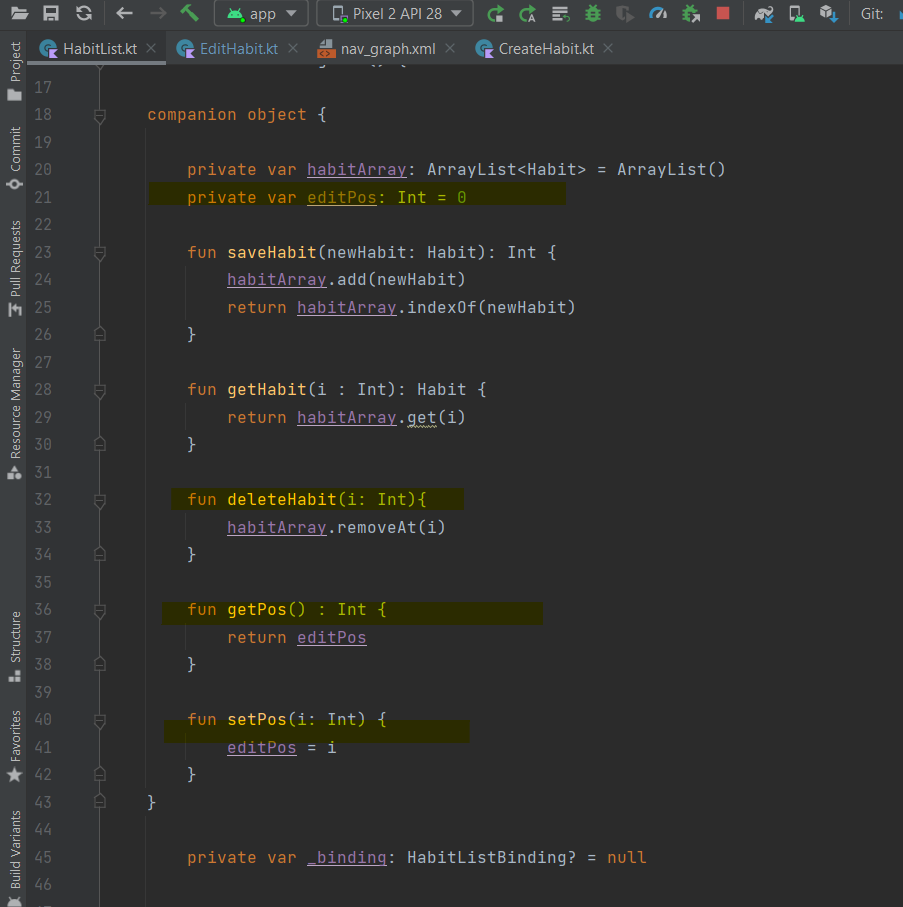 app
Pixel 2 API 28
Git:
HabitList.kt
EditHabit.kt
nav_graph.xml
CreateHabit.kt
Project
Commit
Pull Requests
Resource Manager
Structure
Favorites
Build Variants
17
18 companion object {
19
20 private var habitArray: ArrayList<Habit> = ArrayList()
21 private var editPos: Int = 0
22
23 fun saveHabit(newHabit: Habit): Int {
24 habitArray.add(newHabit)
25 return habitArray.indexOf(newHabit)
26 }
27
28 fun getHabit(i : Int): Habit {
29 return habitArray.get(i)
30 }
31
32 fun deleteHabit(i: Int){
33 habitArray.removeAt(i)
34 }
35
36 fun getPos() : Int {
37 return editPos
38 }
39
40 fun setPos(i: Int) {
41 editPos = i
42 }
43 }
44
45 private var _binding: HabitListBinding? = null
46